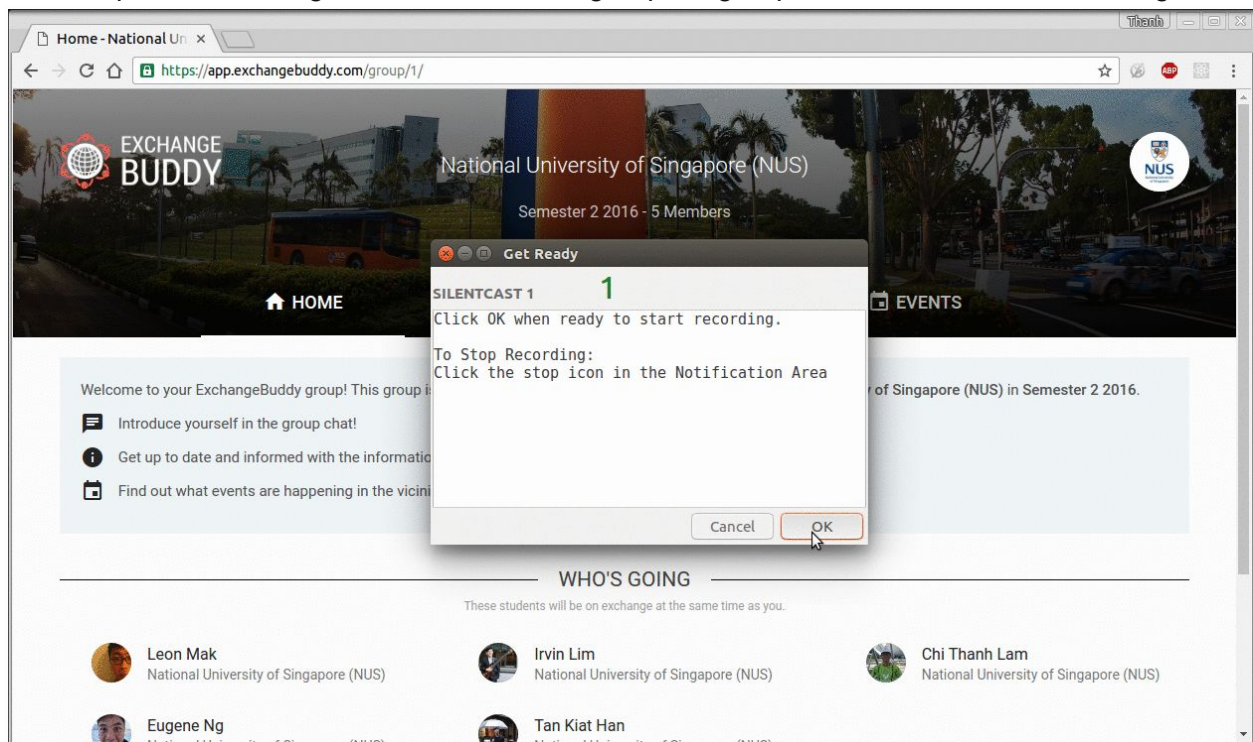 Thanh
Home - National Un
https://app.exchangebuddy.com/group/1/
ABP
EXCHANGE
BUDDY
National University of Singapore (NUS)
NUS
Semester 2 2016 - 5 Members
Get Ready
SILENTCAST 1 1
HOME
EVENTS
Click OK when ready to start recording.
To Stop Recording:
Click the stop icon in the Notification Area
Welcome to your ExchangeBuddy group! This group
of Singapore (NUS) in Semester 2 2016.
Introduce yourself in the group chat!
Get up to date and informed with the
Find out what events are happening in the
Cancel OK
WHO'S GOING
These students will be on exchange at the same time as you.
Leon Mak Irvin Lim Chi Thanh Lam
National University of Singapore (NUS) National University of Singapore (NUS) National University of Singapore (NUS)
Eugene Ng Tan Kiat Han